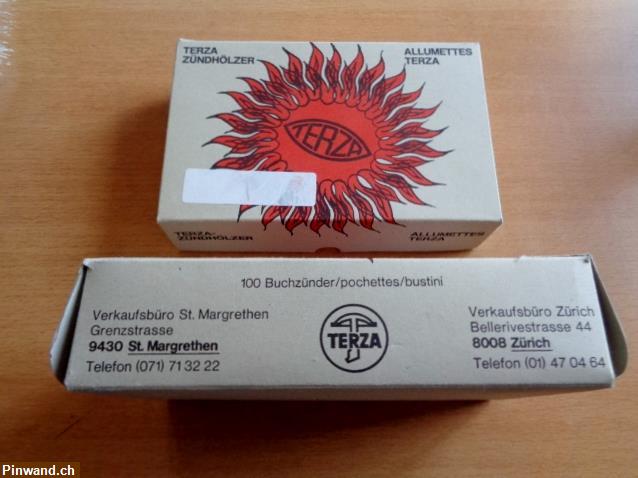 TERZA
ZÜNDHÖLZER
ALLUMETTES
TERZA
TERZA
TERZA-
ZÜNDHÖLZER
ALLUMETTES
TERZA
100 Buchzünder/pochettes/bustini
Verkaufsbüro St. Margrethen
Grenzstrasse
9430 St. Margrethen
Telefon (071) 71 32 22
TERZA
Verkaufsbüro Zürich
Bellerivestrasse 44
8008 Zürich
Telefon (01) 47 04 64
Pinwand.ch